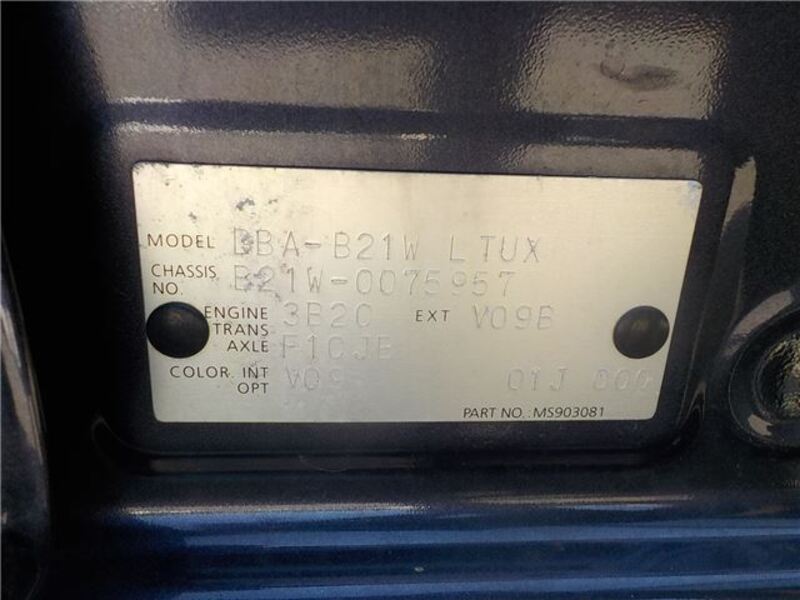 MODEL DBA-B21W LTUX
CHASSIS NO. B21W-0075957
ENGINE 3B20 EXT V09B
TRANS AXLE F1CJB
COLOR. INT OPT V09 01J 000
PART NO.: MS903081